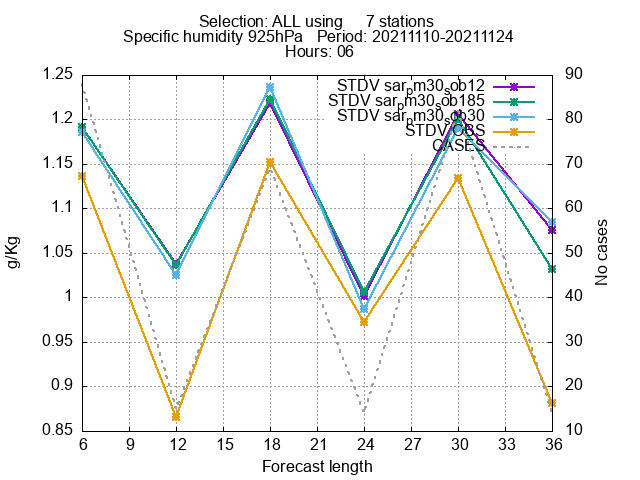 Selection: ALL using 7 stations
Specific humidity 925hPa Period: 20211110-20211124
Hours: 06
STDV sar_pm30_sob12
STDV sar_pm30_sob185
STDV sar_pm30_sob30
STDV OBS
CASES
1.25
1.2
1.15
1.1
1.05
1
0.95
0.9
0.85
g/Kg
90
80
70
60
50
40
30
20
10
No cases
6 9 12 15 18 21 24 27 30 33 36
Forecast length